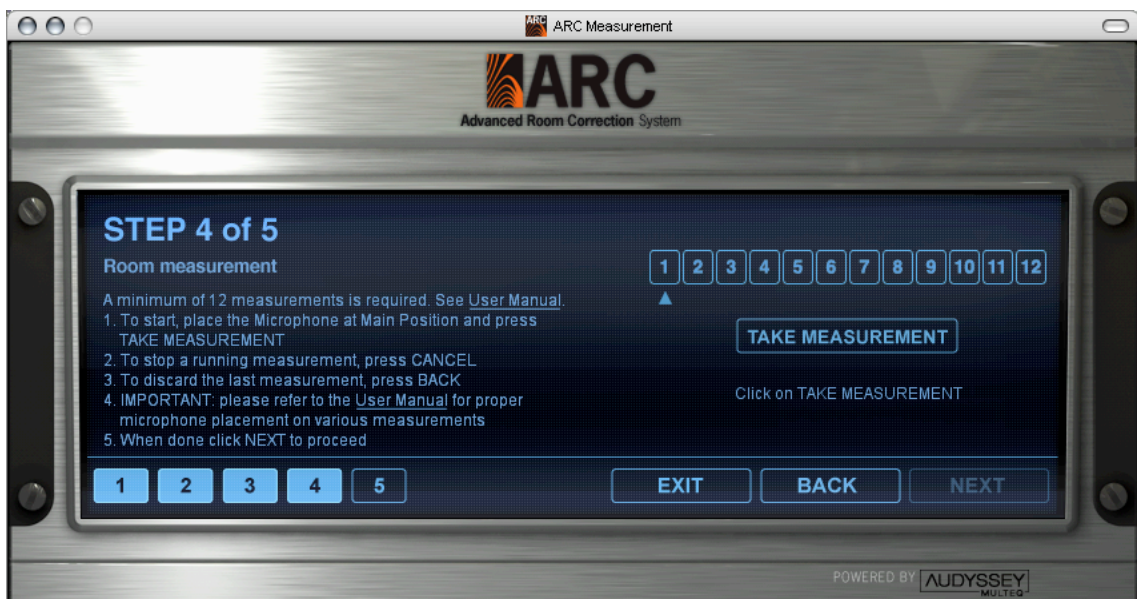 ARC Measurement
ARC
Advanced Room Correction System
STEP 4 of 5
Room measurement
A minimum of 12 measurements is required. See User Manual.
1. To start, place the Microphone at Main Position and press
TAKE MEASUREMENT
2. To stop a running measurement, press CANCEL
3. To discard the last measurement, press BACK
4. IMPORTANT: please refer to the User Manual for proper
microphone placement on various measurements
5. When done click NEXT to proceed
1 2 3 4 5 6 7 8 9 10 11 12
TAKE MEASUREMENT
Click on TAKE MEASUREMENT
1 2 3 4 5 EXIT BACK NEXT
POWERED BY AUDYSSEY
MULTEQ